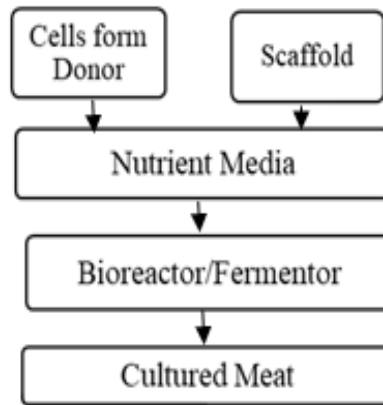 Cells form
Donor
Scaffold
Nutrient Media
Bioreactor/Fermentor
Cultured Meat